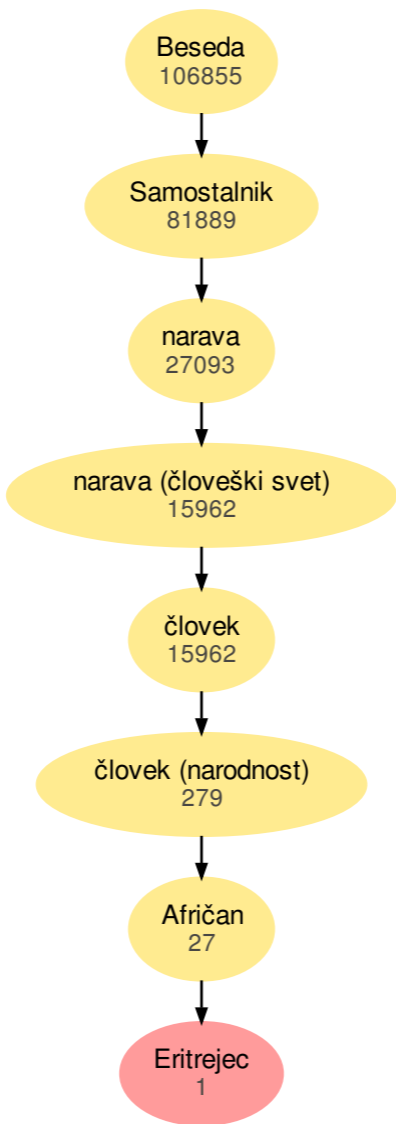 Beseda
106855
Samostalnik
81889
narava
27093
narava (človeški svet)
15962
človek
15962
človek (narodnost)
279
Afričan
27
Eritrejec
1